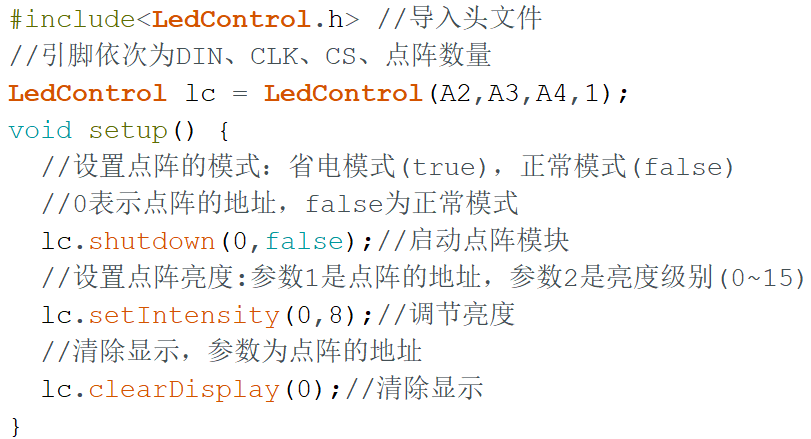 #include<LedControl.h> //导入头文件
//引脚依次为DIN、CLK、CS、点阵数量
LedControl lc = LedControl(A2,A3,A4,1);
void setup() {
  //设置点阵的模式：省电模式(true)，正常模式(false)
  //0表示点阵的地址，false为正常模式
  lc.shutdown(0,false);//启动点阵模块
  //设置点阵亮度:参数1是点阵的地址，参数2是亮度级别(0~15)
  lc.setIntensity(0,8);//调节亮度
  //清除显示，参数为点阵的地址
  lc.clearDisplay(0);//清除显示
}